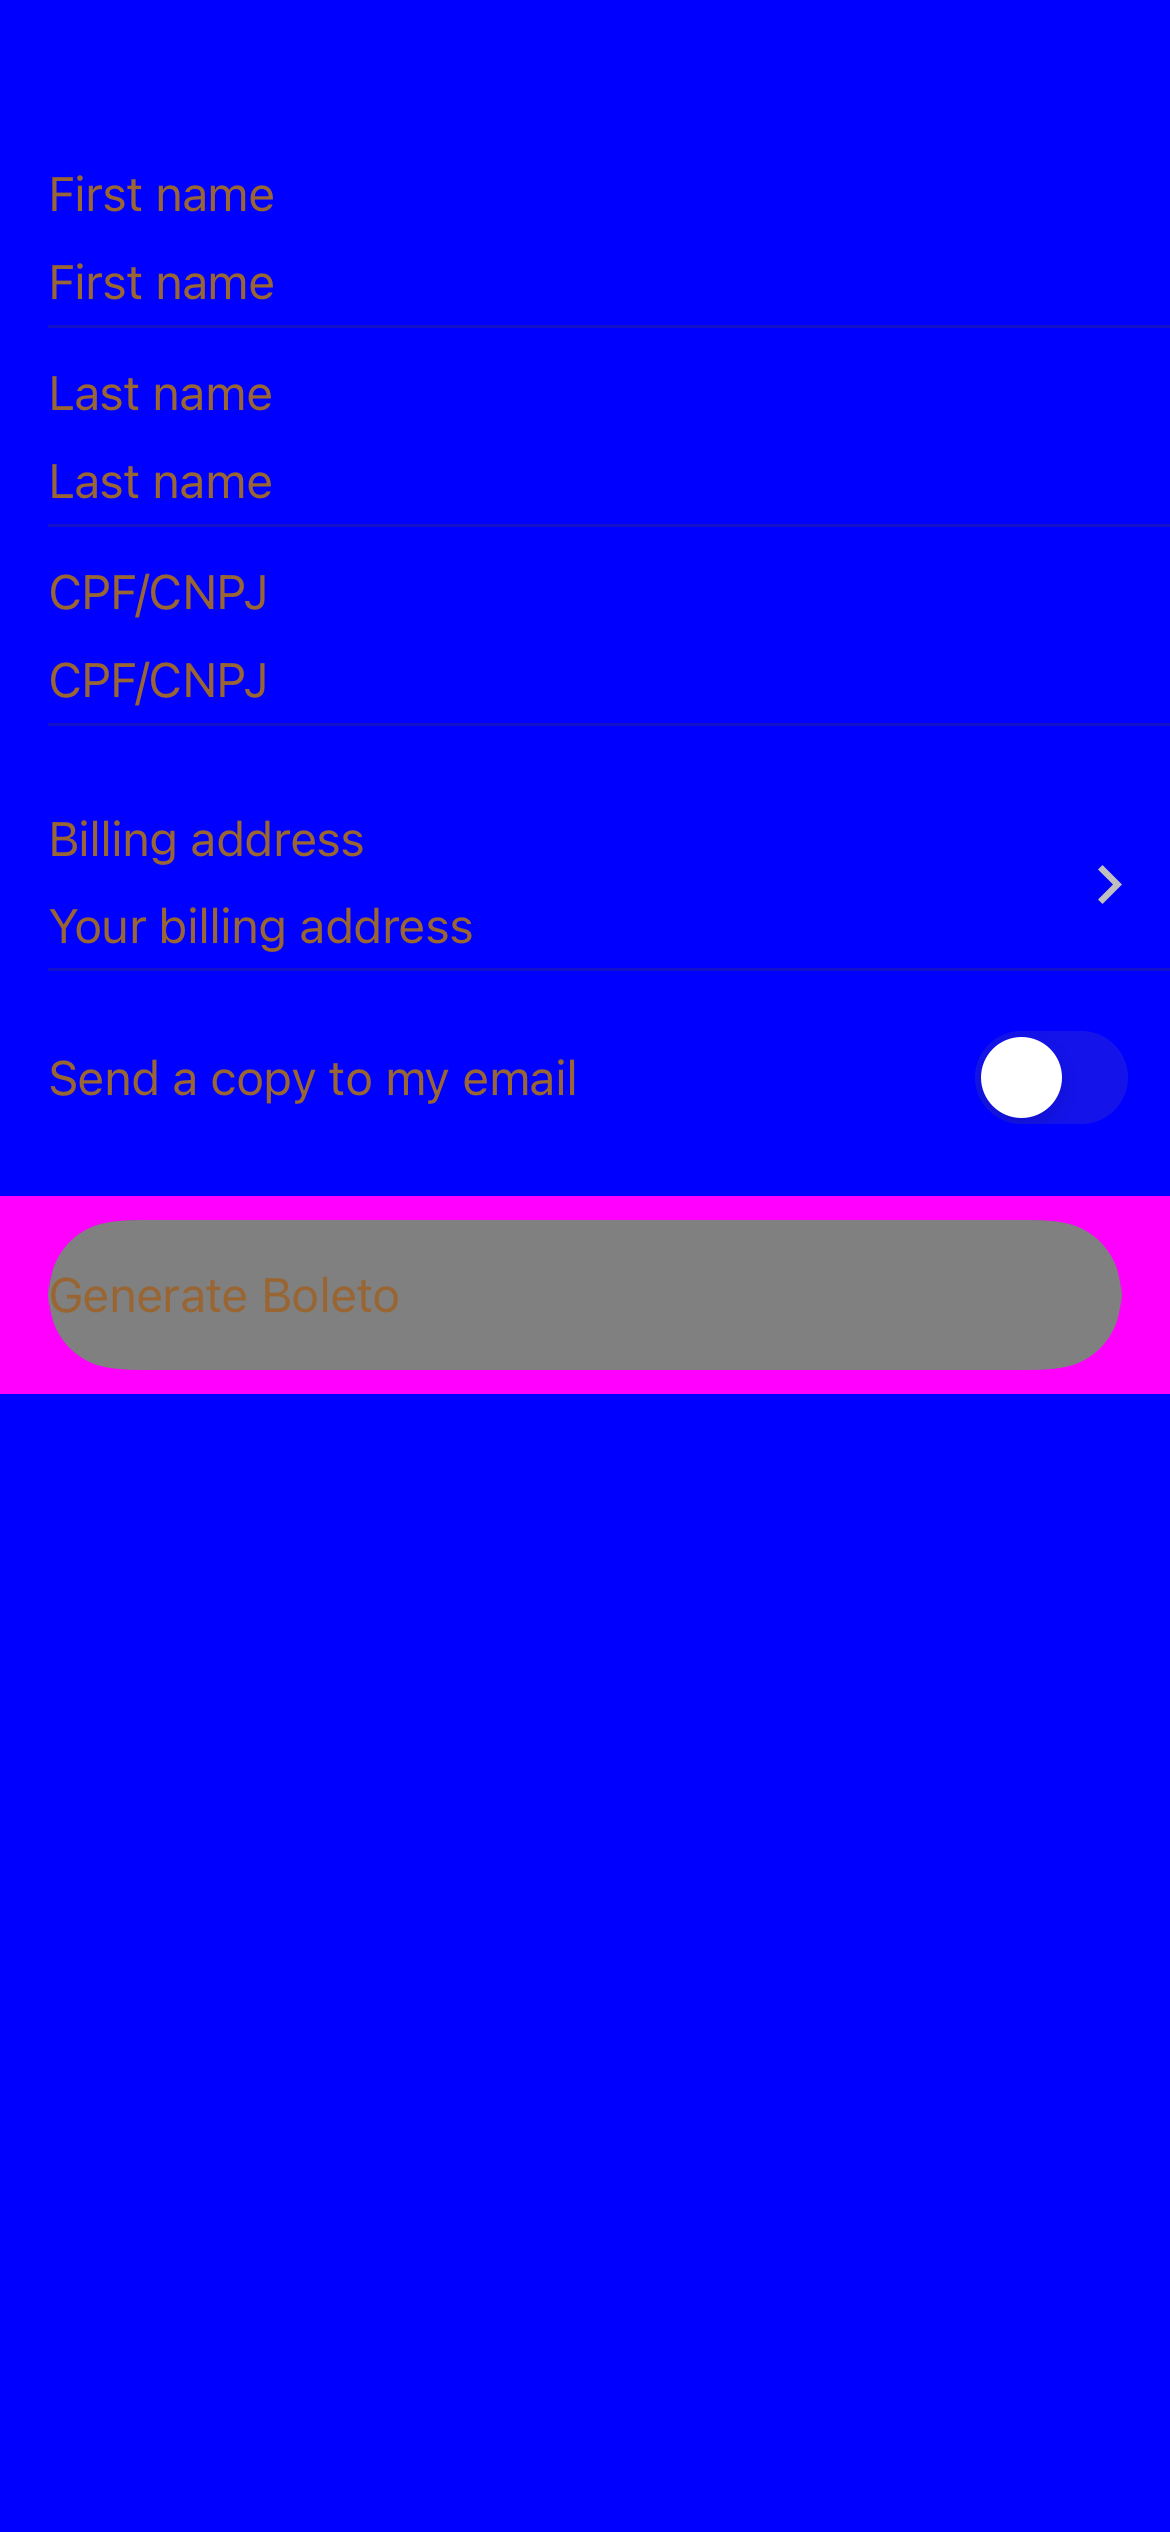 First name
First name
Last name
Last name
CPF/CNPJ
CPF/CNPJ
Billing address
Your billing address
Send a copy to my email
Generate Boleto